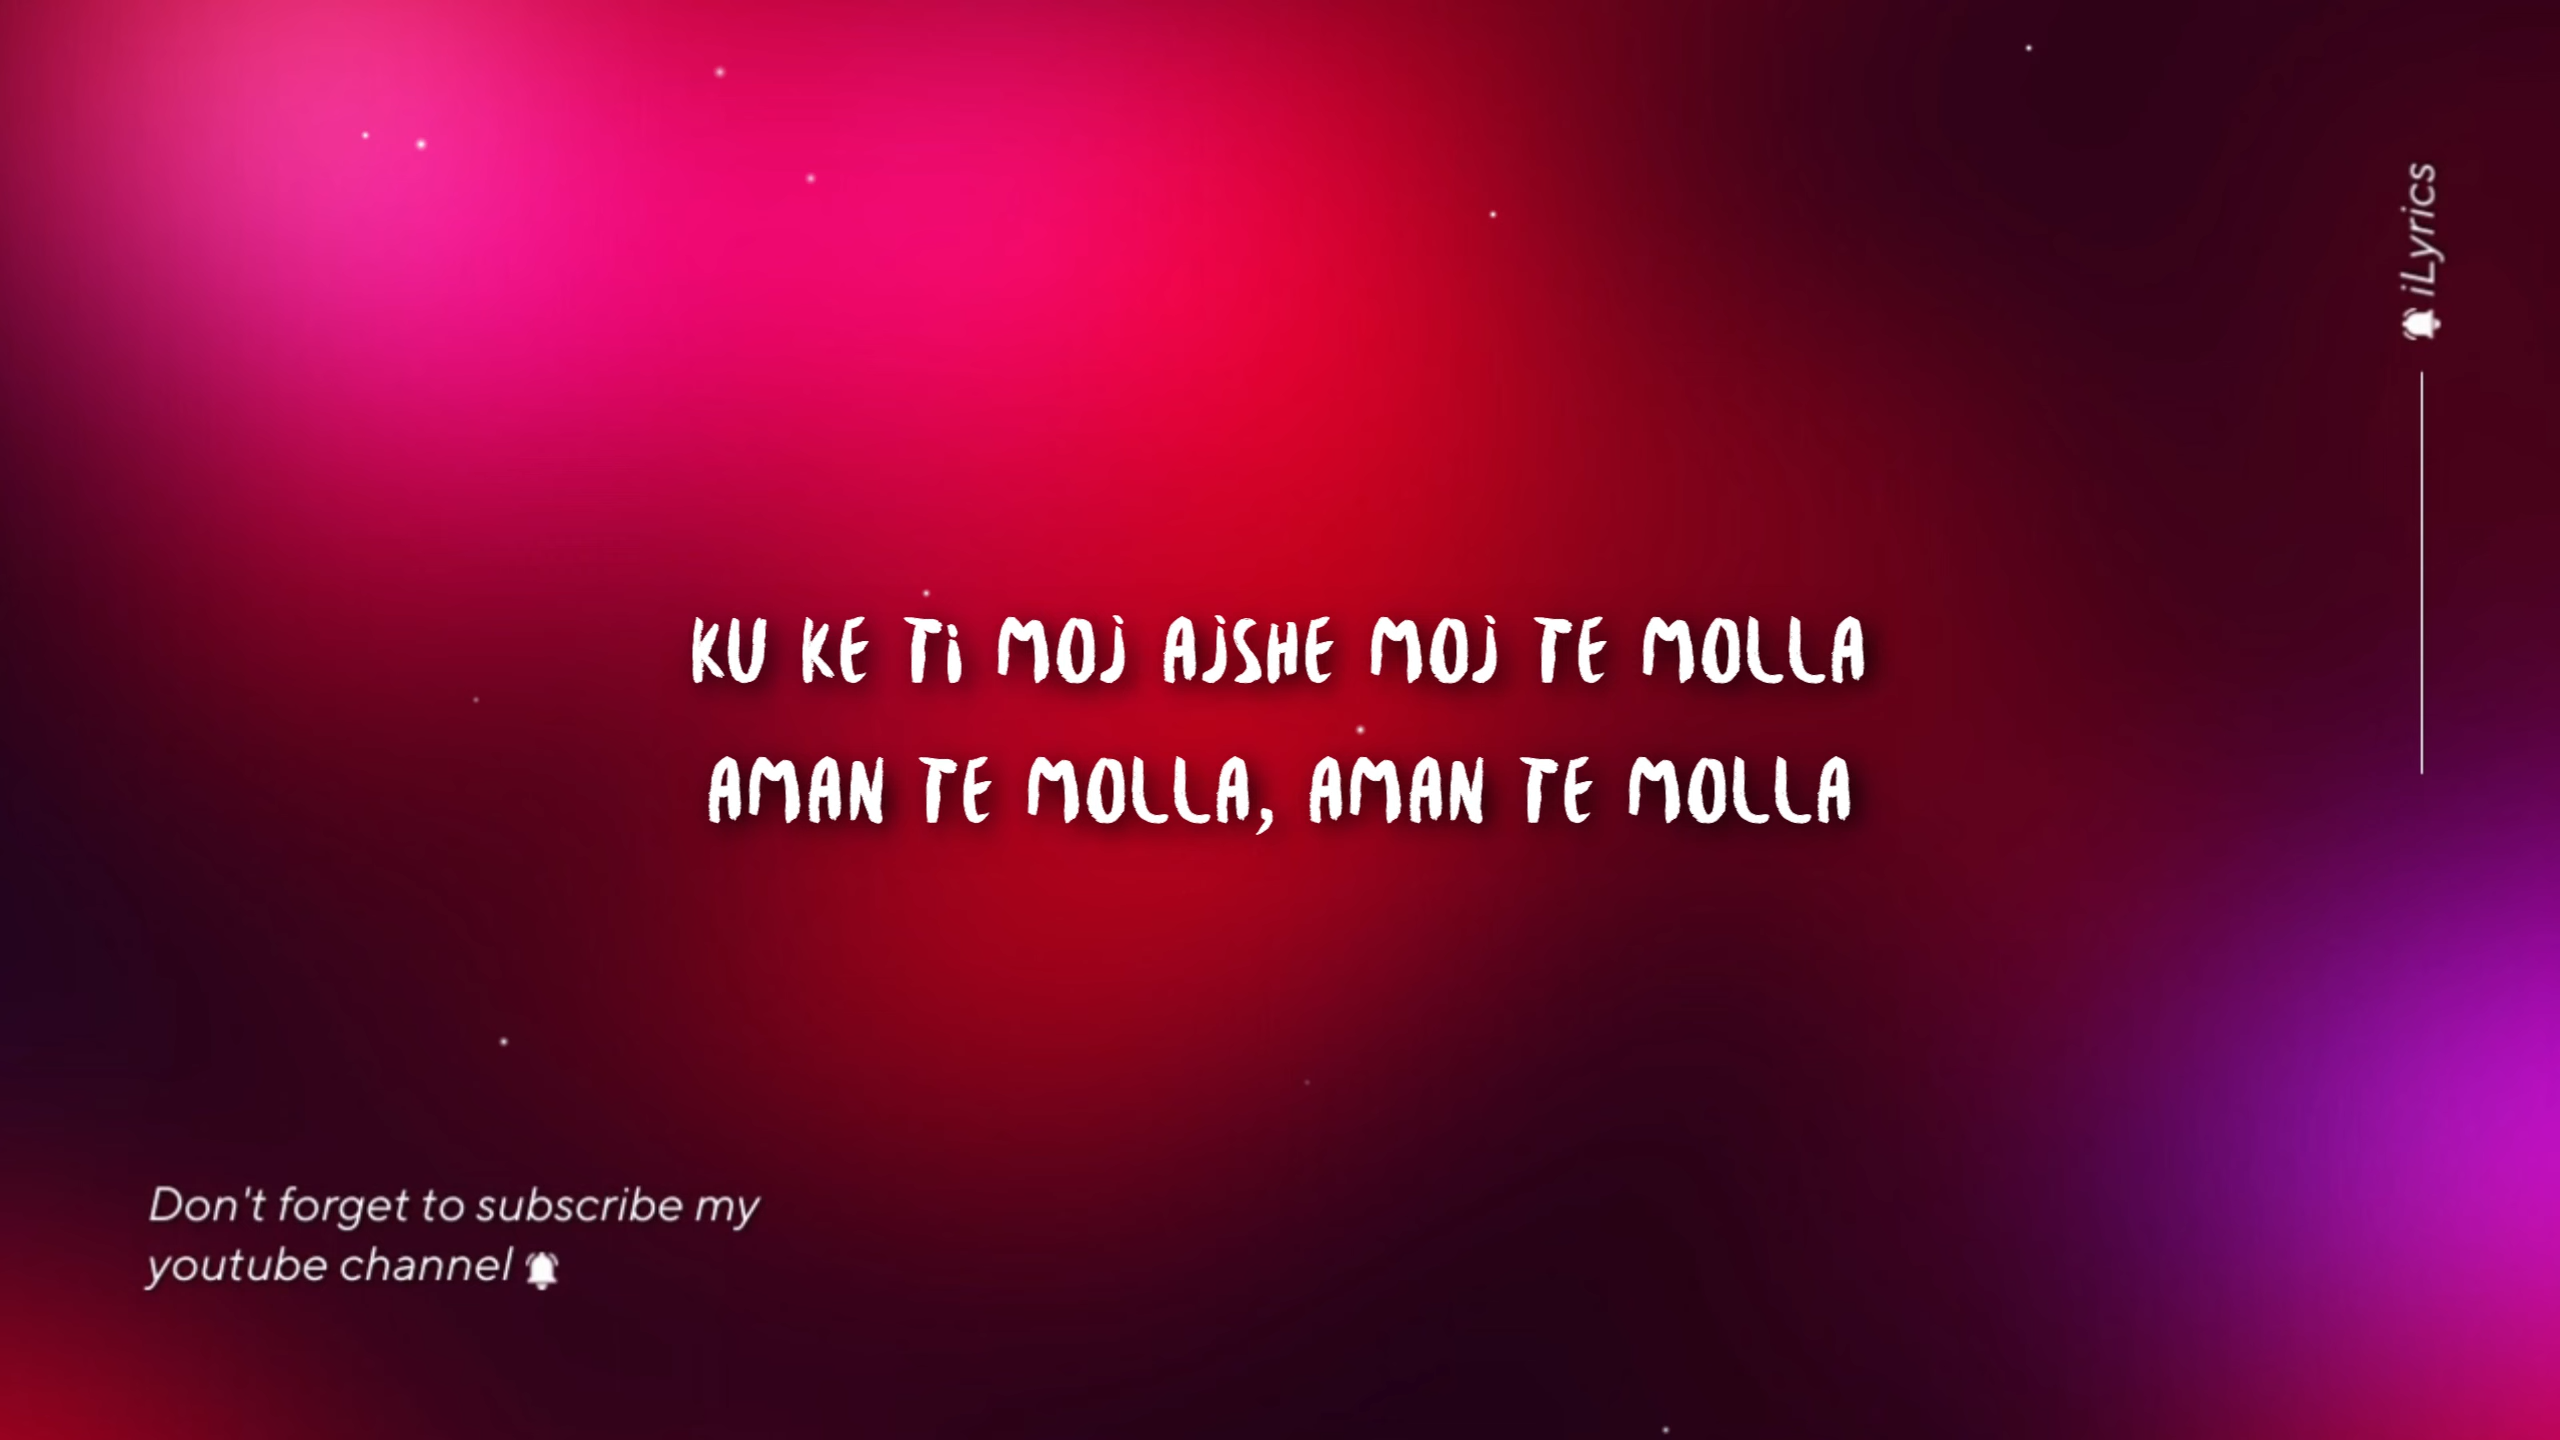 KU KE Ti MOJ AJSHE MOJ TE MOLLA
AMAN TE MOLLA, AMAN TE MOLLA
Don't forget to subscribe my
youtube channel
iLyrics